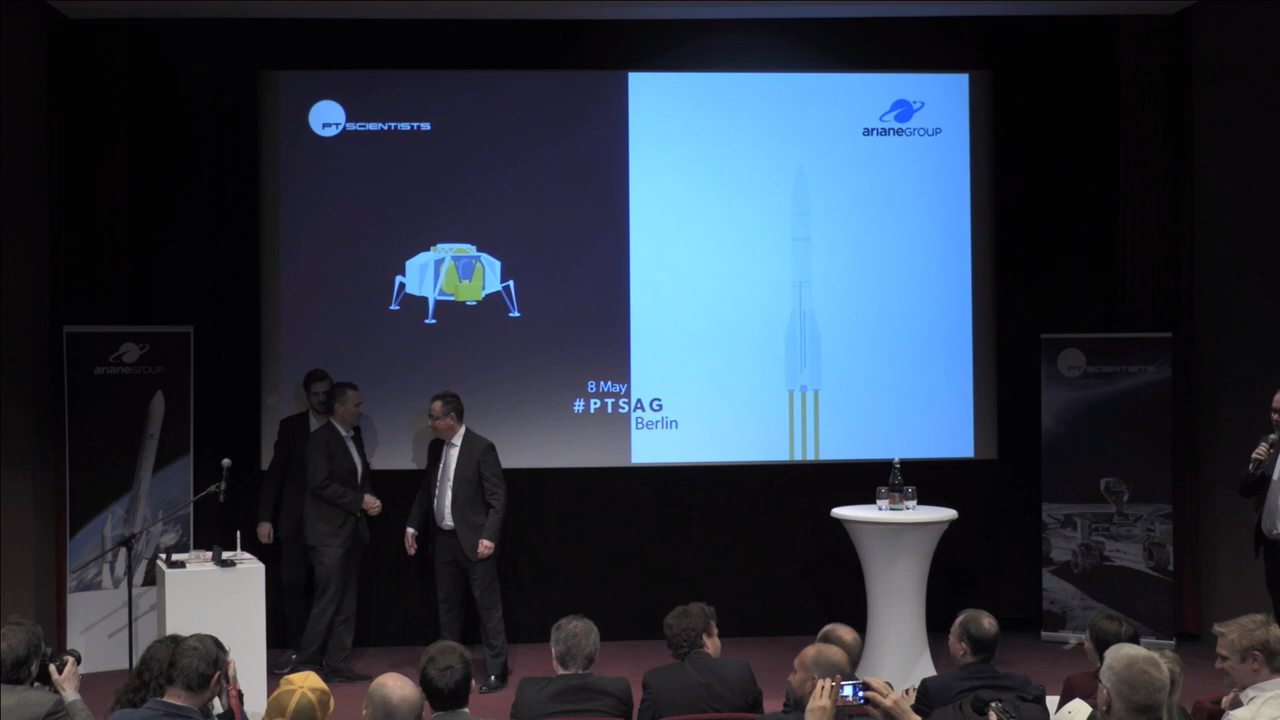 PT SCIENTISTS
arianeGROUP
8 May
#PTSAG
Berlin
arianeGROUP
PT SCIENTISTS